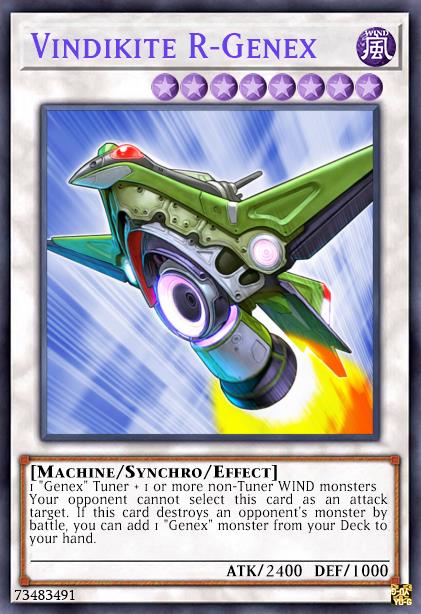 VINDIKITE R-GENEX
WIND
風
[MACHINE/SYNCHRO/EFFECT]
1 "Genex" Tuner + 1 or more non-Tuner WIND monsters
Your opponent cannot select this card as an attack
target. If this card destroys an opponent's monster by
battle, you can add 1 "Genex" monster from your Deck to
your hand.
ATK/2400 DEF/1000
73483491